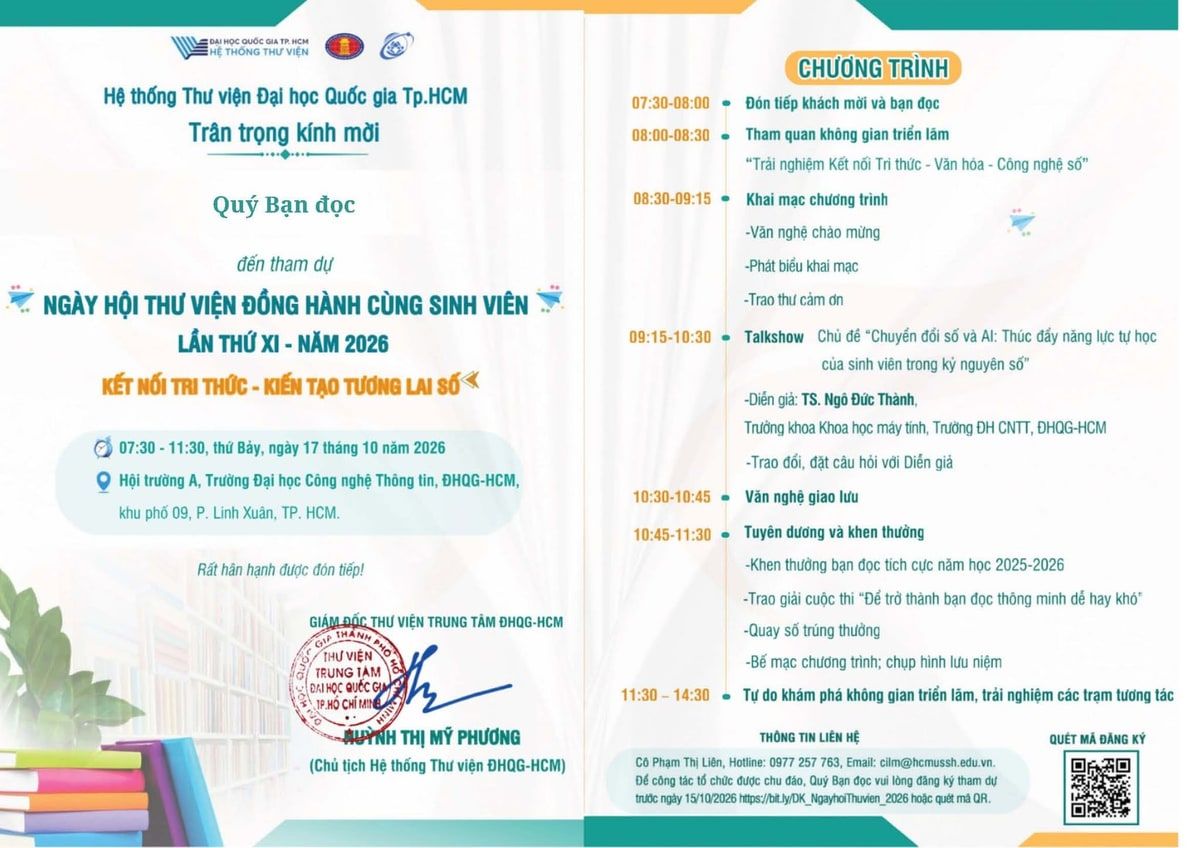 ĐẠI HỌC QUỐC GIA TP. HCM
HỆ THỐNG THƯ VIỆN
Hệ thống Thư viện Đại học Quốc gia Tp.HCM
Trân trọng kính mời
Quý Bạn đọc
đến tham dự
NGÀY HỘI THƯ VIỆN ĐỒNG HÀNH CÙNG SINH VIÊN
LẦN THỨ XI - NĂM 2026
KẾT NỐI TRI THỨC - KIẾN TẠO TƯƠNG LAI SỐ
07:30 - 11:30, thứ Bảy, ngày 17 tháng 10 năm 2026
Hội trường A, Trường Đại học Công nghệ Thông tin, ĐHQG-HCM,
khu phố 09, P. Linh Xuân, TP. HCM.
Rất hân hạnh được đón tiếp!
GIÁM ĐỐC THƯ VIỆN TRUNG TÂM ĐHQG-HCM
THƯ VIỆN
TRUNG TÂM
ĐẠI HỌC QUỐC GIA
TP.HỒ CHÍ MINH
HUỲNH THỊ MỸ PHƯƠNG
(Chủ tịch Hệ thống Thư viện ĐHQG-HCM)
CHƯƠNG TRÌNH
07:30-08:00 Đón tiếp khách mời và bạn đọc
08:00-08:30 Tham quan không gian triển lãm
“Trải nghiệm Kết nối Tri thức - Văn hóa - Công nghệ số”
08:30-09:15 Khai mạc chương trình
-Văn nghệ chào mừng
-Phát biểu khai mạc
-Trao thư cảm ơn
09:15-10:30 Talkshow Chủ đề “Chuyển đổi số và AI: Thúc đẩy năng lực tự học
của sinh viên trong kỷ nguyên số”
-Diễn giả: TS. Ngô Đức Thành,
Trưởng khoa Khoa học máy tính, Trường ĐH CNTT, ĐHQG-HCM
-Trao đổi, đặt câu hỏi với Diễn giả
10:30-10:45 Văn nghệ giao lưu
10:45-11:30 Tuyên dương và khen thưởng
-Khen thưởng bạn đọc tích cực năm học 2025-2026
-Trao giải cuộc thi “Để trở thành bạn đọc thông minh dễ hay khó”
-Quay số trúng thưởng
-Bế mạc chương trình; chụp hình lưu niệm
11:30 – 14:30 Tự do khám phá không gian triển lãm, trải nghiệm các trạm tương tác
THÔNG TIN LIÊN HỆ
Cô Phạm Thị Liên, Hotline: 0977 257 763, Email: cilm@hcmussh.edu.vn.
Để công tác tổ chức được chu đáo, Quý Bạn đọc vui lòng đăng ký tham dự
trước ngày 15/10/2026 https://bit.ly/DK_NgayhoiThuvien_2026 hoặc quét mã QR.
QUÉT MÃ ĐĂNG KÝ